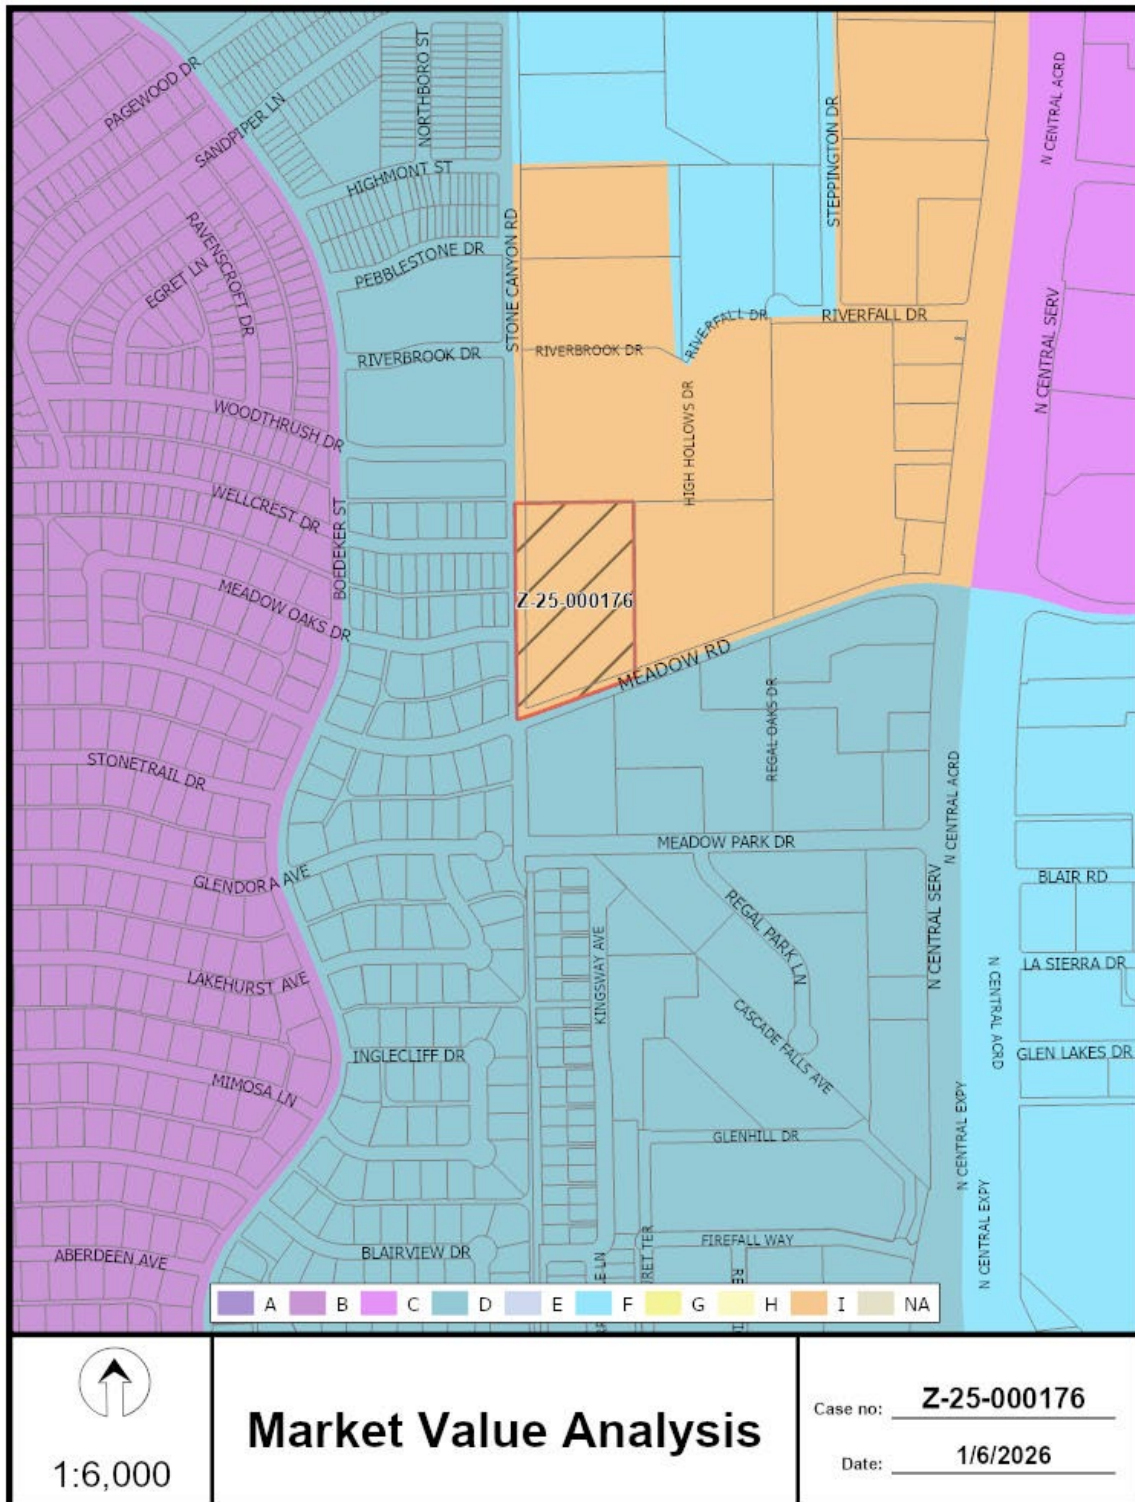 PAGEWOOD DR
SANDPIPER LN
NORTHBORO ST
HIGHMONT ST
RAVENSCROFT DR
EGRET LN
PEBBLESTONE DR
STONE CANYON RD
STEPPINGTON DR
N CENTRAL ACRD
N CENTRAL SERV
RIVERFALL DR
RIVERFALL DR
RIVERBROOK DR
RIVERBROOK DR
HIGH HOLLOWS DR
WOODTHRUSH DR
WELLCREST DR
BOEDEKER ST
MEADOW OAKS DR
Z-25-000176
MEADOW RD
REGAL OAKS DR
STONETRAIL DR
N CENTRAL ACRD
MEADOW PARK DR
GLENDORA AVE
BLAIR RD
REGAL PARK LN
N CENTRAL SERV
KINGSWAY AVE
LAKEHURST AVE
LA SIERRA DR
N CENTRAL ACRD
CASCADE FALLS AVE
INGLECLIFF DR
GLEN LAKES DR
MIMOSA LN
GLENHILL DR
N CENTRAL EXPY
N CENTRAL EXPY
ABERDEEN AVE
BLAIRVIEW DR
FIREFALL WAY
E LN
URET TER
RE
A B C D E F G H I NA
1:6,000
Market Value Analysis
Case no: Z-25-000176
Date: 1/6/2026